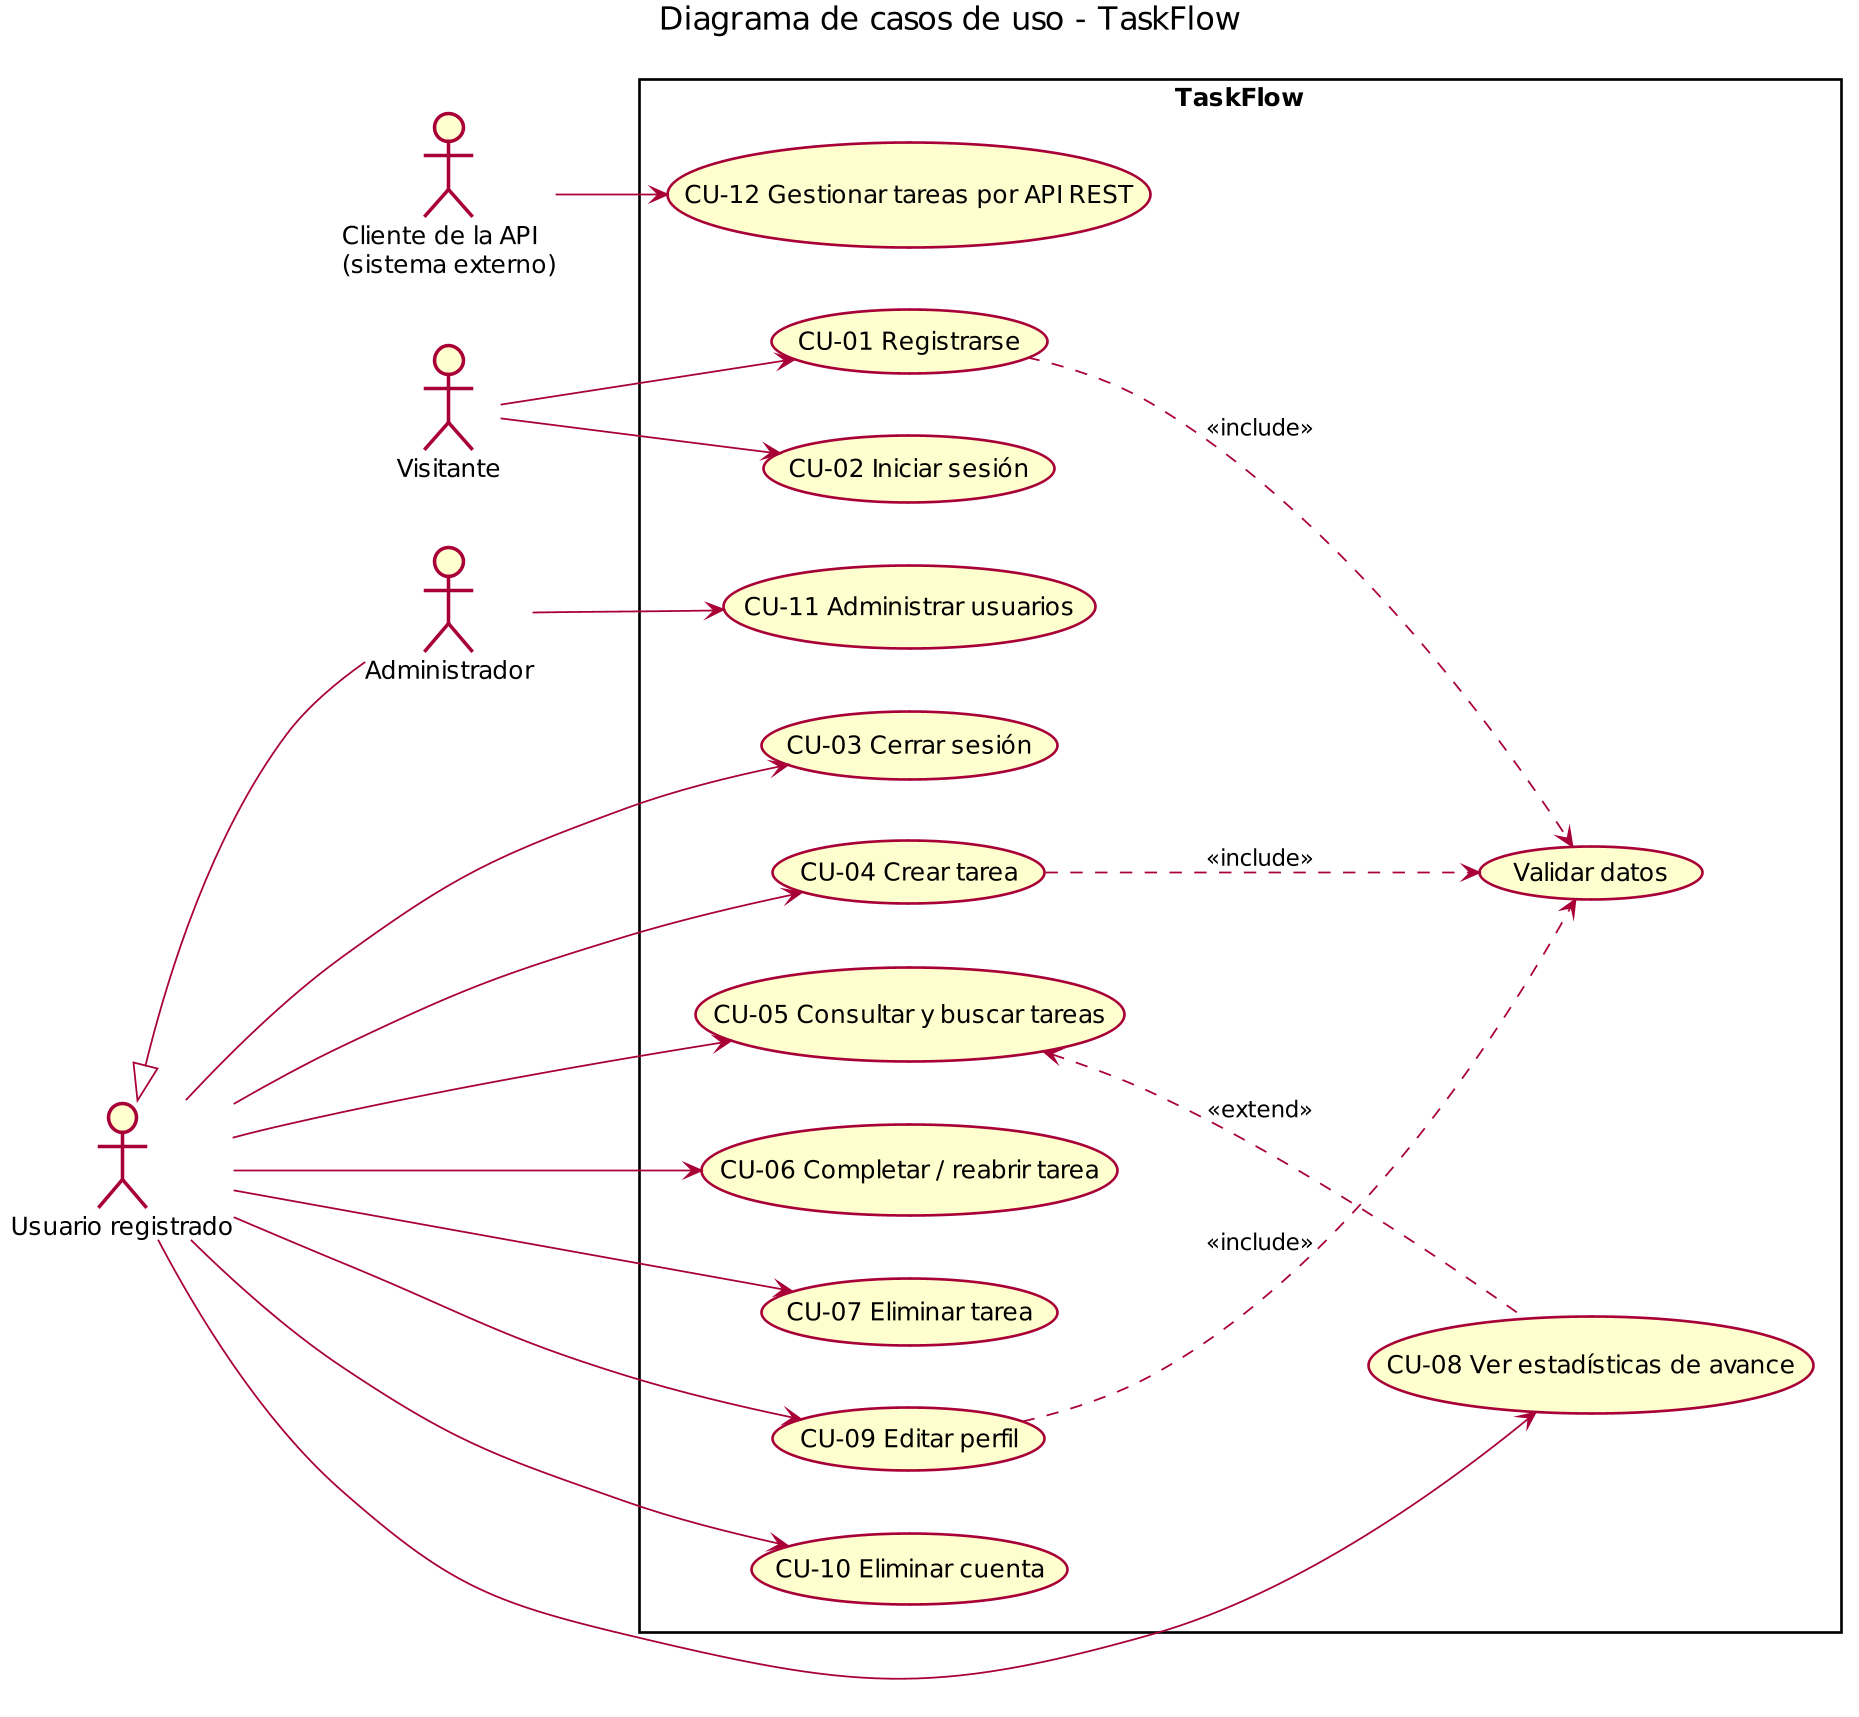 Diagrama de casos de uso - TaskFlow
TaskFlow
Cliente de la API
(sistema externo)
CU-12 Gestionar tareas por API REST
Visitante
CU-01 Registrarse
«include»
CU-02 Iniciar sesión
Administrador
CU-11 Administrar usuarios
CU-03 Cerrar sesión
CU-04 Crear tarea
«include»
Validar datos
CU-05 Consultar y buscar tareas
«extend»
Usuario registrado
CU-06 Completar / reabrir tarea
«include»
CU-07 Eliminar tarea
CU-08 Ver estadísticas de avance
CU-09 Editar perfil
CU-10 Eliminar cuenta